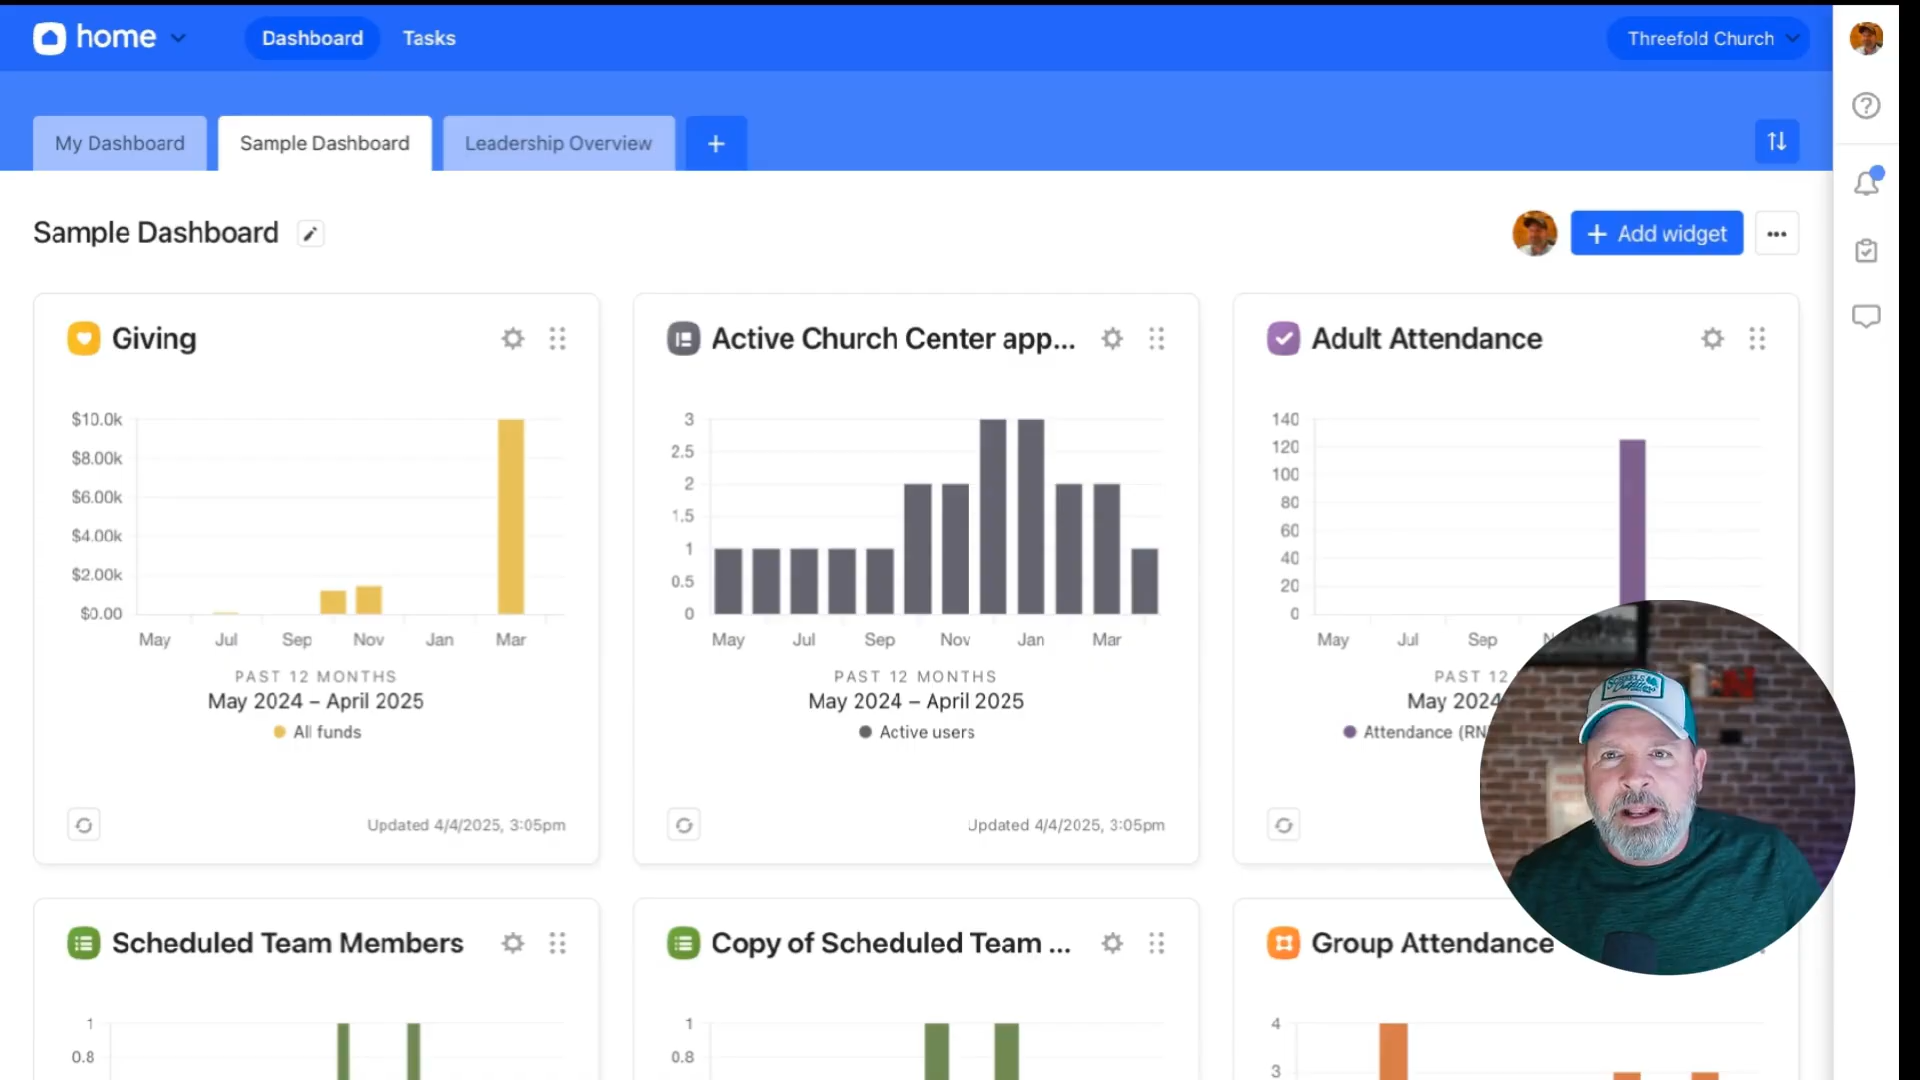 home
Dashboard
Tasks
Threefold Church
My Dashboard
Sample Dashboard
Leadership Overview
+
Sample Dashboard
+ Add widget
Giving
$10.0k
$8.00k
$6.00k
$4.00k
$2.00k
$0.00
May Jul Sep Nov Jan Mar
PAST 12 MONTHS
May 2024 – April 2025
All funds
Updated 4/4/2025, 3:05pm
Active Church Center app...
3
2.5
2
1.5
1
0.5
0
May Jul Sep Nov Jan Mar
PAST 12 MONTHS
May 2024 – April 2025
Active users
Updated 4/4/2025, 3:05pm
Adult Attendance
140
120
100
80
60
40
20
0
May Jul Sep
PAST 12
May 2024
Attendance (RN
Scheduled Team Members
1
0.8
Copy of Scheduled Team ...
1
0.8
Group Attendance
4
3